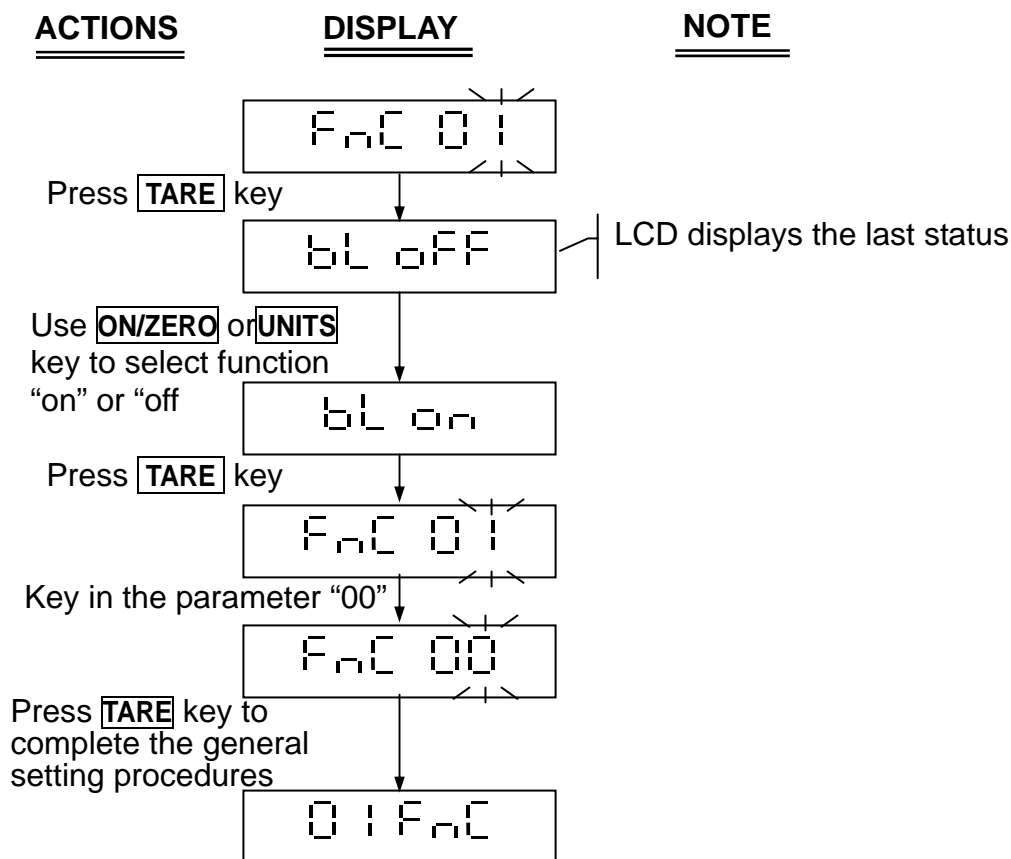 ACTIONS DISPLAY NOTE
FnC 01
Press TARE key
bL oFF
LCD displays the last status
Use ON/ZERO or UNITS
key to select function
“on” or “off
bL on
Press TARE key
FnC 01
Key in the parameter “00”
FnC 00
Press TARE key to
complete the general
setting procedures
01FnC